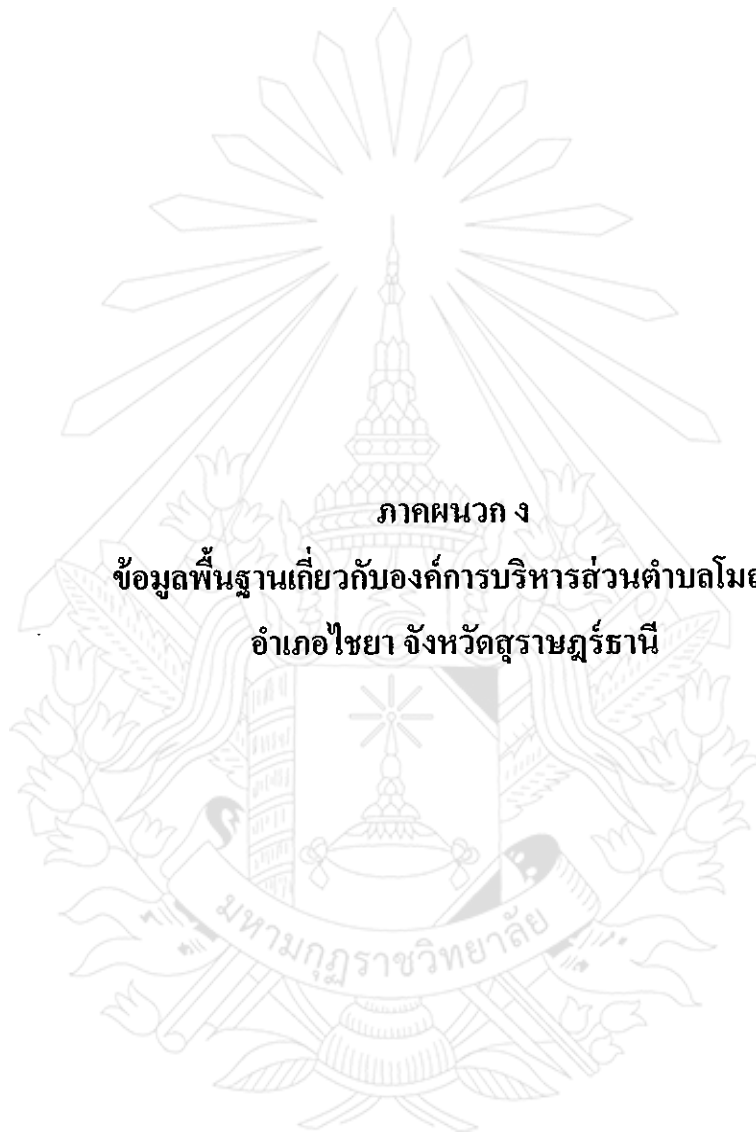 ภาคผนวก ง
ข้อมูลพื้นฐานเกี่ยวกับองค์การบริหารส่วนตำบล
อำเภอไชยา จังหวัดสุราษฎร์ธานี
มหามกุฏราชวิทยาลัย